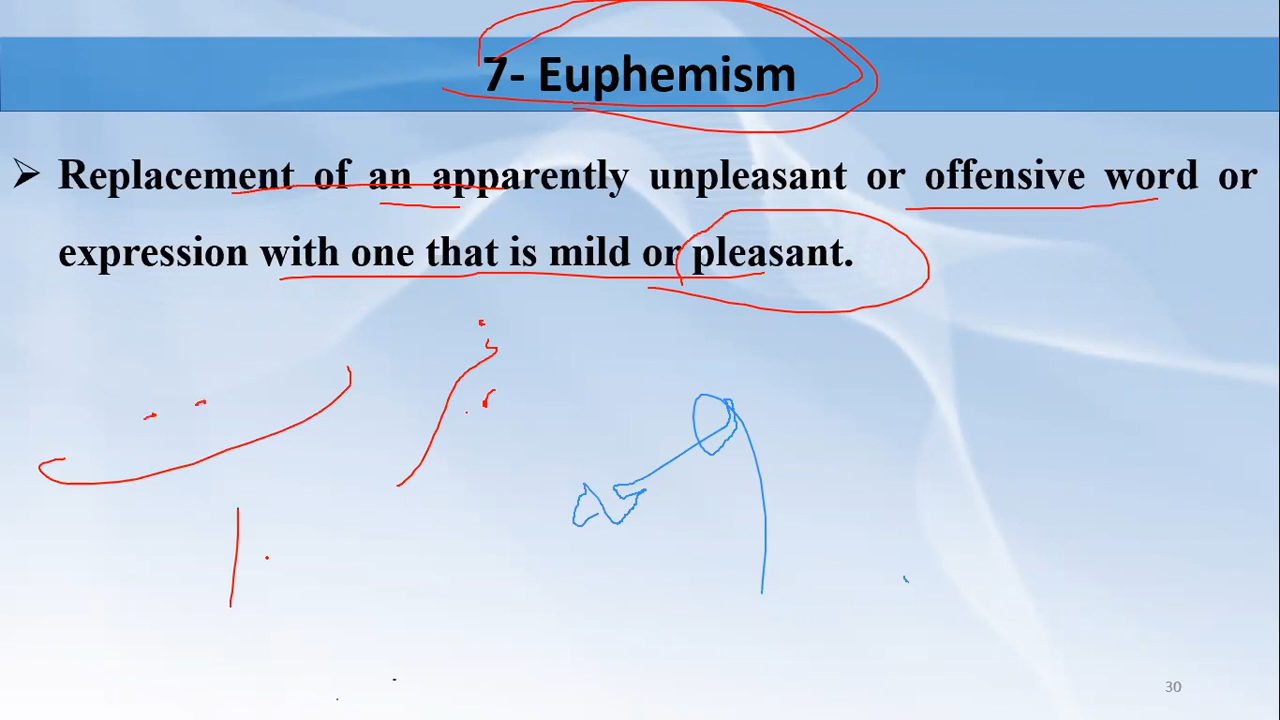 7- Euphemism
➢ Replacement of an apparently unpleasant or offensive word or
expression with one that is mild or pleasant.
30